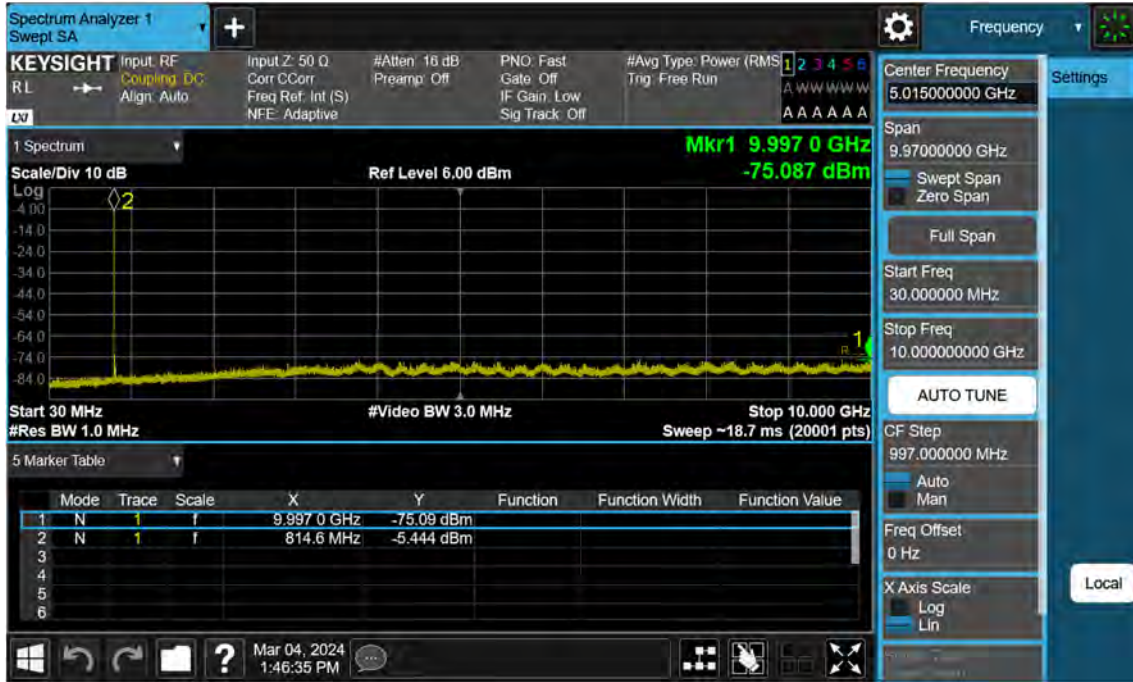 Spectrum Analyzer 1
Swept SA
Frequency
KEYSIGHT
RL
LXI
Input: RF
Coupling: DC
Align: Auto
Input Z: 50 Ω
Corr CCorr
Freq Ref: Int (S)
NFE: Adaptive
#Atten: 16 dB
Preamp: Off
PNO: Fast
Gate: Off
IF Gain: Low
Sig Track: Off
#Avg Type: Power (RMS
Trig: Free Run
1 2 3 4 5 6
A W W W W W
A A A A A A
1 Spectrum
Scale/Div 10 dB
Ref Level 6.00 dBm
Mkr1 9.997 0 GHz
-75.087 dBm
Log
-4.00
-14.0
-24.0
-34.0
-44.0
-54.0
-64.0
-74.0
-84.0
2
1
R
Start 30 MHz
#Video BW 3.0 MHz
Stop 10.000 GHz
#Res BW 1.0 MHz
Sweep ~18.7 ms (20001 pts)
5 Marker Table
Mode Trace Scale X Y Function Function Width Function Value
1 N 1 f 9.997 0 GHz -75.09 dBm
2 N 1 f 814.6 MHz -5.444 dBm
3
4
5
6
Mar 04, 2024
1:46:35 PM
?
Center Frequency
5.015000000 GHz
Span
9.97000000 GHz
Swept Span
Zero Span
Full Span
Start Freq
30.000000 MHz
Stop Freq
10.000000000 GHz
AUTO TUNE
CF Step
997.000000 MHz
Auto
Man
Freq Offset
0 Hz
X Axis Scale
Log
Lin
Settings
Local